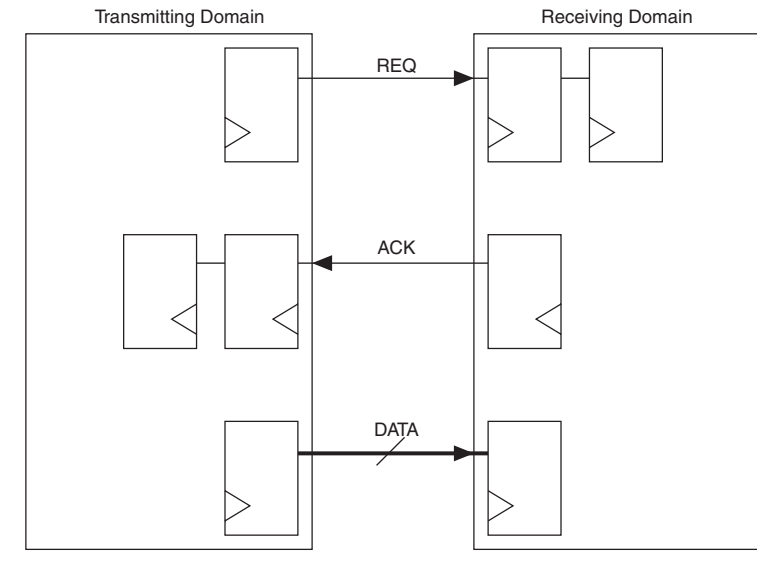 Transmitting Domain
Receiving Domain
REQ
ACK
DATA